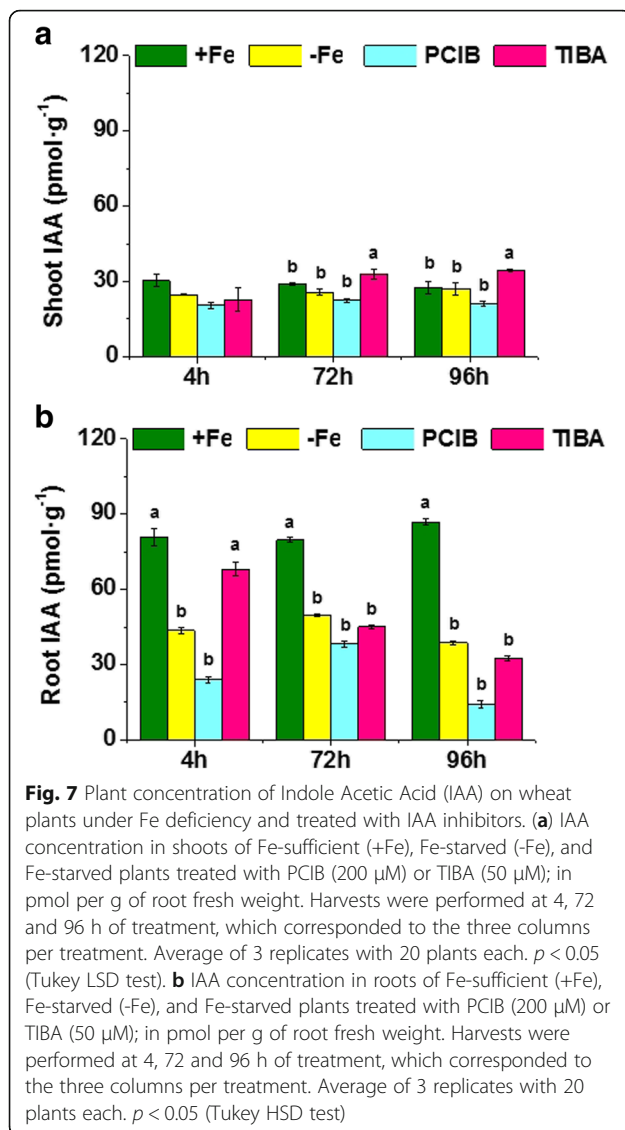 a
120
+Fe -Fe PCIB TIBA
90
60
30
0
Shoot IAA (pmol·g⁻¹)
b b b a
b b b a
4h 72h 96h
b
120
+Fe -Fe PCIB TIBA
90
60
30
0
Root IAA (pmol·g⁻¹)
a b b a
a b b b
a b b b
4h 72h 96h
Fig. 7 Plant concentration of Indole Acetic Acid (IAA) on wheat
plants under Fe deficiency and treated with IAA inhibitors. (a) IAA
concentration in shoots of Fe-sufficient (+Fe), Fe-starved (-Fe), and
Fe-starved plants treated with PCIB (200 μM) or TIBA (50 μM); in
pmol per g of root fresh weight. Harvests were performed at 4, 72
and 96 h of treatment, which corresponded to the three columns
per treatment. Average of 3 replicates with 20 plants each. p < 0.05
(Tukey LSD test). b IAA concentration in roots of Fe-sufficient (+Fe),
Fe-starved (-Fe), and Fe-starved plants treated with PCIB (200 μM) or
TIBA (50 μM); in pmol per g of root fresh weight. Harvests were
performed at 4, 72 and 96 h of treatment, which corresponded to
the three columns per treatment. Average of 3 replicates with 20
plants each. p < 0.05 (Tukey HSD test)